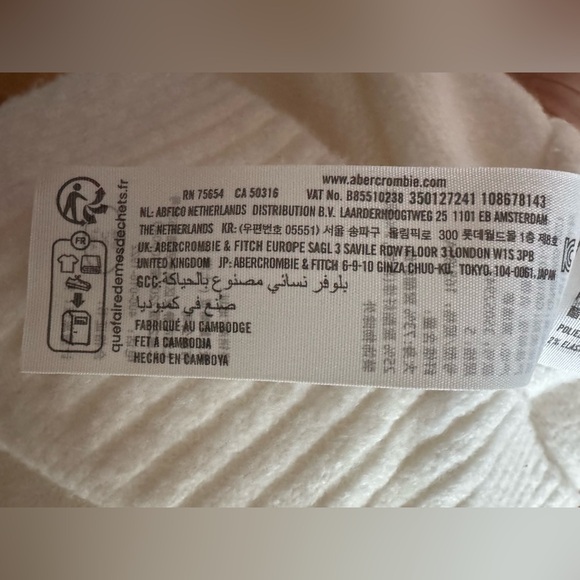 www.abercrombie.com
RN 75654 CA 50316 VAT No. B85510238 350127241 108678143
NL: ABFICO NETHERLANDS DISTRIBUTION B.V. LAARDERHOOGTWEG 25 1101 EB AMSTERDAM
THE NETHERLANDS KR: (우편번호 05551) 서울 송파구 올림픽로 300 롯데월드몰 1층 제8호
UK: ABERCROMBIE & FITCH EUROPE SAGL 3 SAVILE ROW FLOOR 3 LONDON W1S 3PB
UNITED KINGDOM JP: ABERCROMBIE & FITCH 6-9-10 GINZA, CHUO-KU, TOKYO, 104-0061, JAPAN
GCC: بلوفر نسائي مصنوع بالحياكة
صنع في كمبوديا
FABRIQUÉ AU CAMBODGE
FET A CAMBODJA
HECHO EN CAMBOYA
FR
quefairedemesdechets.fr
2% ELAS